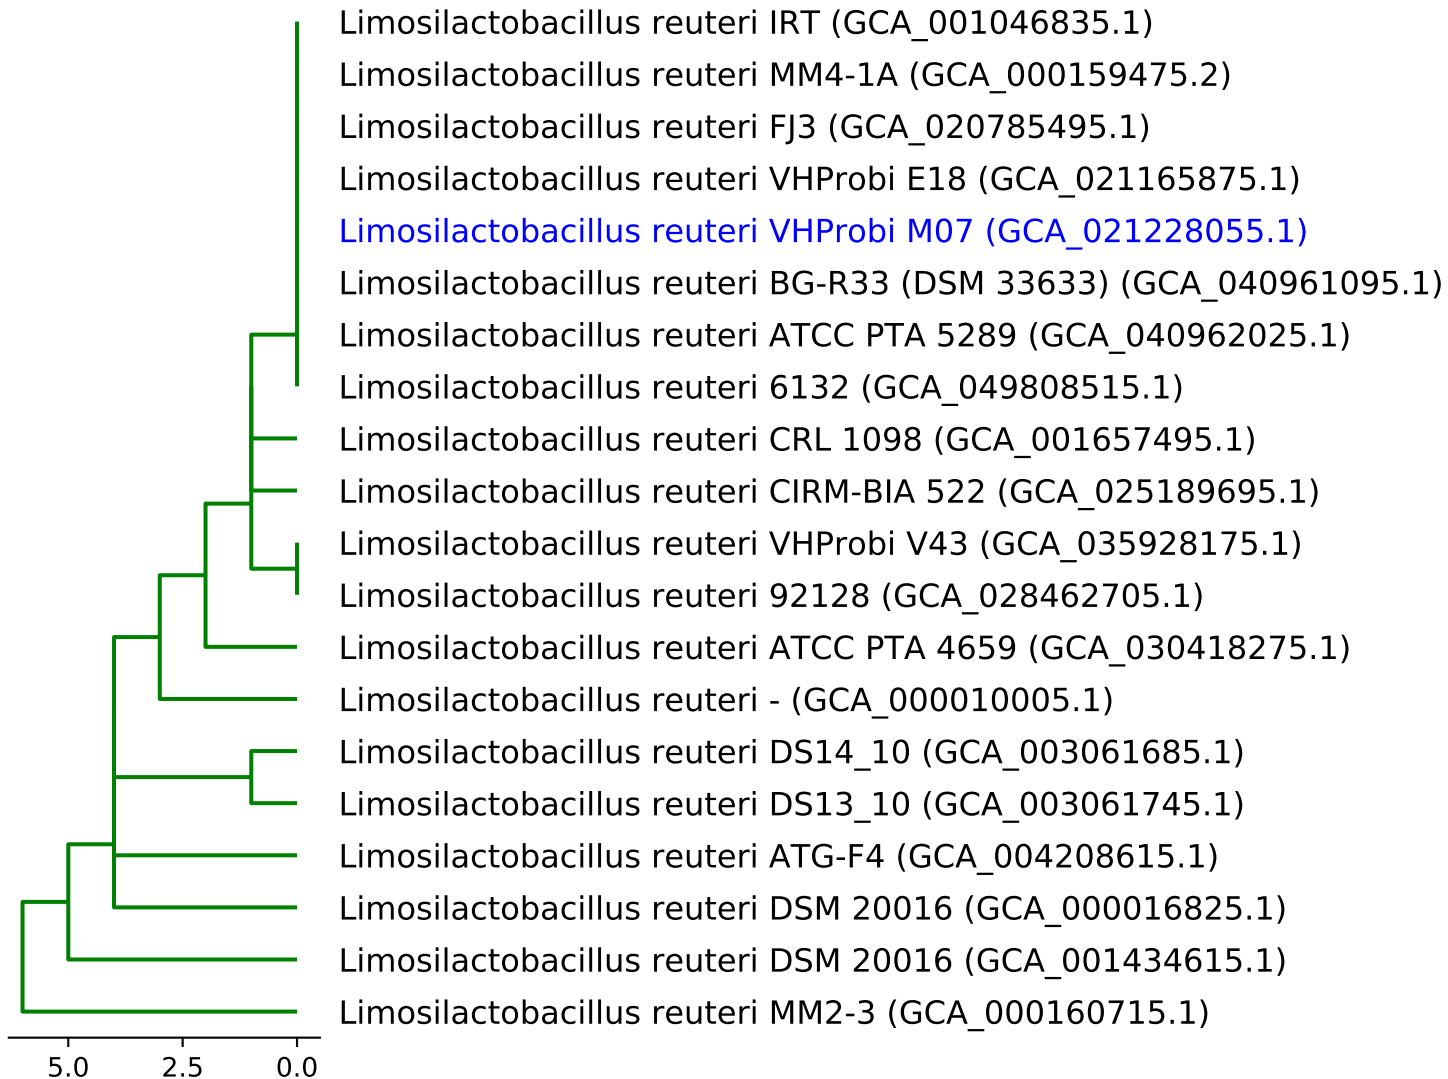 Limosilactobacillus reuteri IRT (GCA_001046835.1)
Limosilactobacillus reuteri MM4-1A (GCA_000159475.2)
Limosilactobacillus reuteri FJ3 (GCA_020785495.1)
Limosilactobacillus reuteri VHProbi E18 (GCA_021165875.1)
Limosilactobacillus reuteri VHProbi M07 (GCA_021228055.1)
Limosilactobacillus reuteri BG-R33 (DSM 33633) (GCA_040961095.1)
Limosilactobacillus reuteri ATCC PTA 5289 (GCA_040962025.1)
Limosilactobacillus reuteri 6132 (GCA_049808515.1)
Limosilactobacillus reuteri CRL 1098 (GCA_001657495.1)
Limosilactobacillus reuteri CIRM-BIA 522 (GCA_025189695.1)
Limosilactobacillus reuteri VHProbi V43 (GCA_035928175.1)
Limosilactobacillus reuteri 92128 (GCA_028462705.1)
Limosilactobacillus reuteri ATCC PTA 4659 (GCA_030418275.1)
Limosilactobacillus reuteri - (GCA_000010005.1)
Limosilactobacillus reuteri DS14_10 (GCA_003061685.1)
Limosilactobacillus reuteri DS13_10 (GCA_003061745.1)
Limosilactobacillus reuteri ATG-F4 (GCA_004208615.1)
Limosilactobacillus reuteri DSM 20016 (GCA_000016825.1)
Limosilactobacillus reuteri DSM 20016 (GCA_001434615.1)
Limosilactobacillus reuteri MM2-3 (GCA_000160715.1)
5.0 2.5 0.0